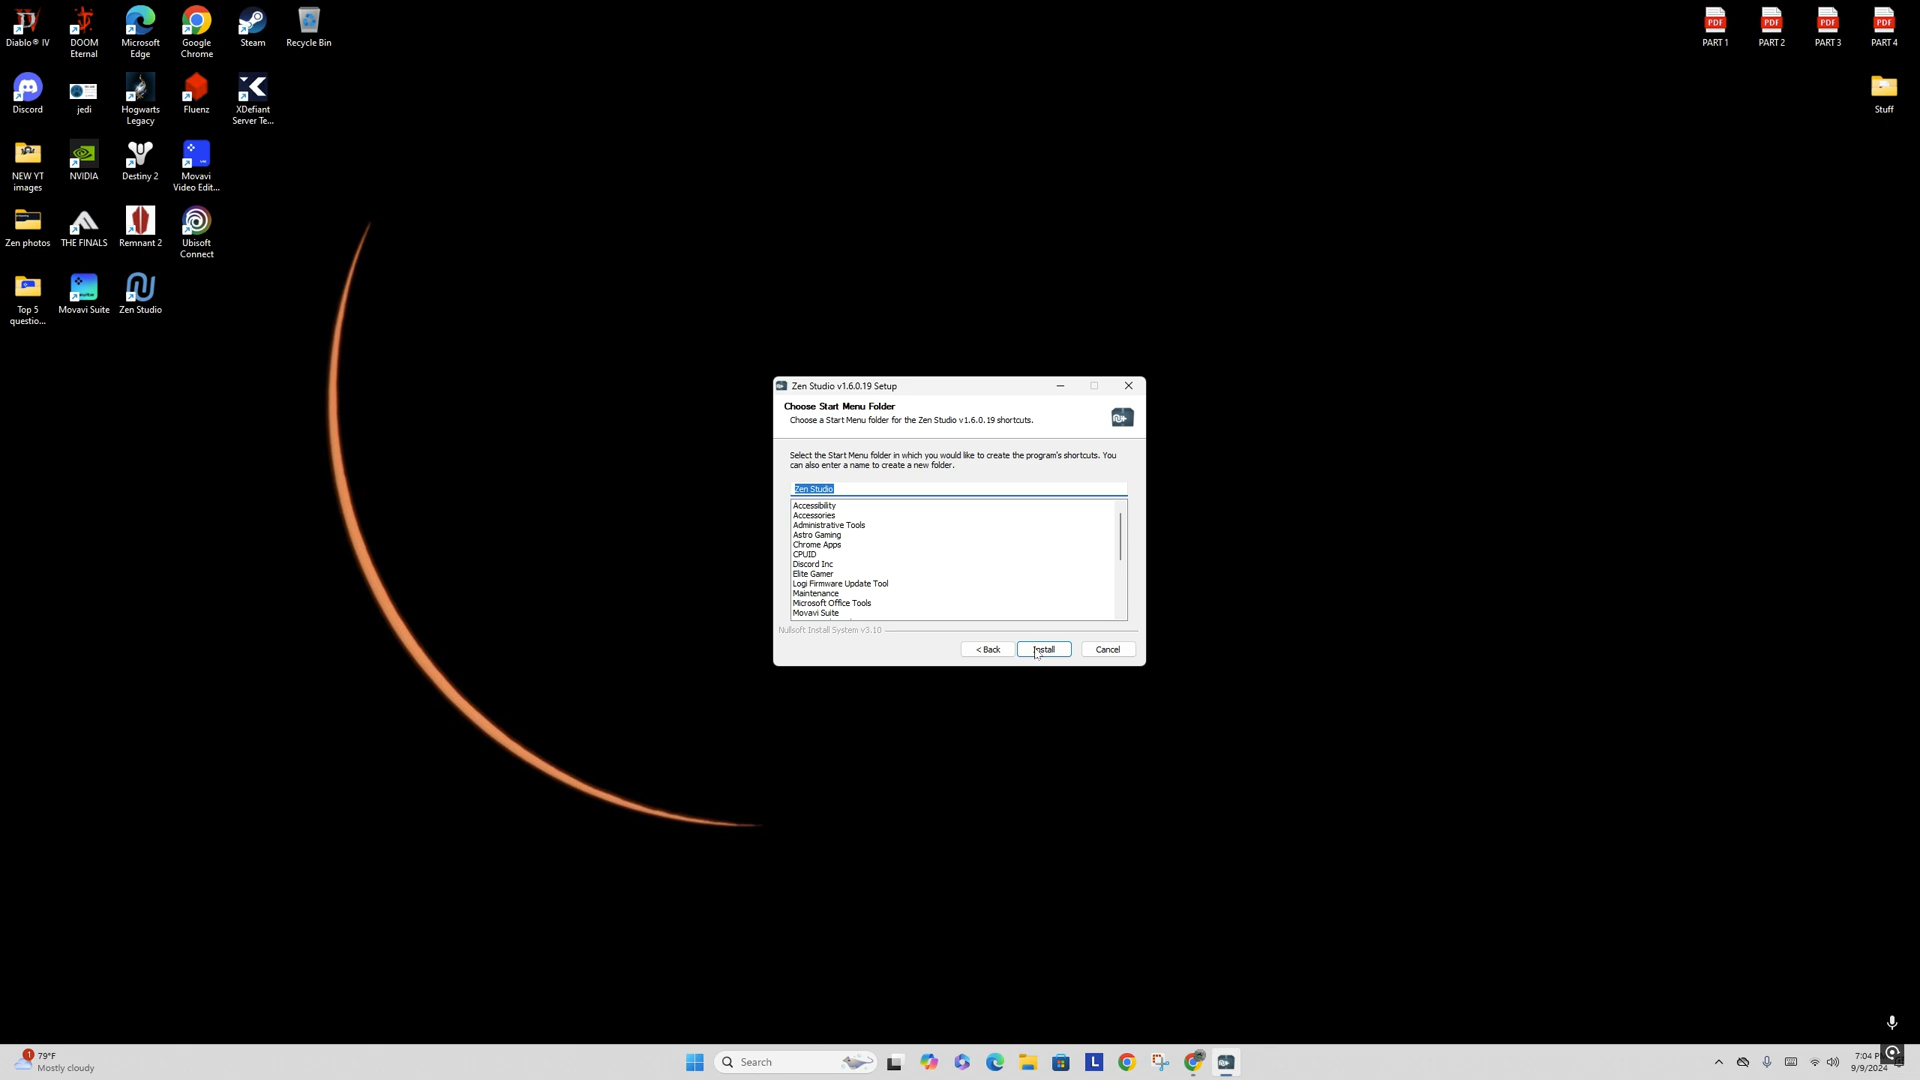 Diablo® IV
DOOM
Eternal
Microsoft
Edge
Google
Chrome
Steam
Recycle Bin
PART 1
PART 2
PART 3
PART 4
Discord
jedi
Hogwarts
Legacy
Fluenz
XDefiant
Server Te...
Stuff
NEW YT
images
NVIDIA
Destiny 2
Movavi
Video Edit...
Zen photos
THE FINALS
Remnant 2
Ubisoft
Connect
Top 5
questio...
Movavi Suite
Zen Studio
Zen Studio v1.6.0.19 Setup
Choose Start Menu Folder
Choose a Start Menu folder for the Zen Studio v1.6.0.19 shortcuts.
Select the Start Menu folder in which you would like to create the program's shortcuts. You
can also enter a name to create a new folder.
Zen Studio
Accessibility
Accessories
Administrative Tools
Astro Gaming
Chrome Apps
CPUID
Discord Inc
Elite Gamer
Logi Firmware Update Tool
Maintenance
Microsoft Office Tools
Movavi Suite
Nullsoft Install System v3.10
< Back
Install
Cancel
1
79°F
Mostly cloudy
Search
L
7:04 P
9/9/2024